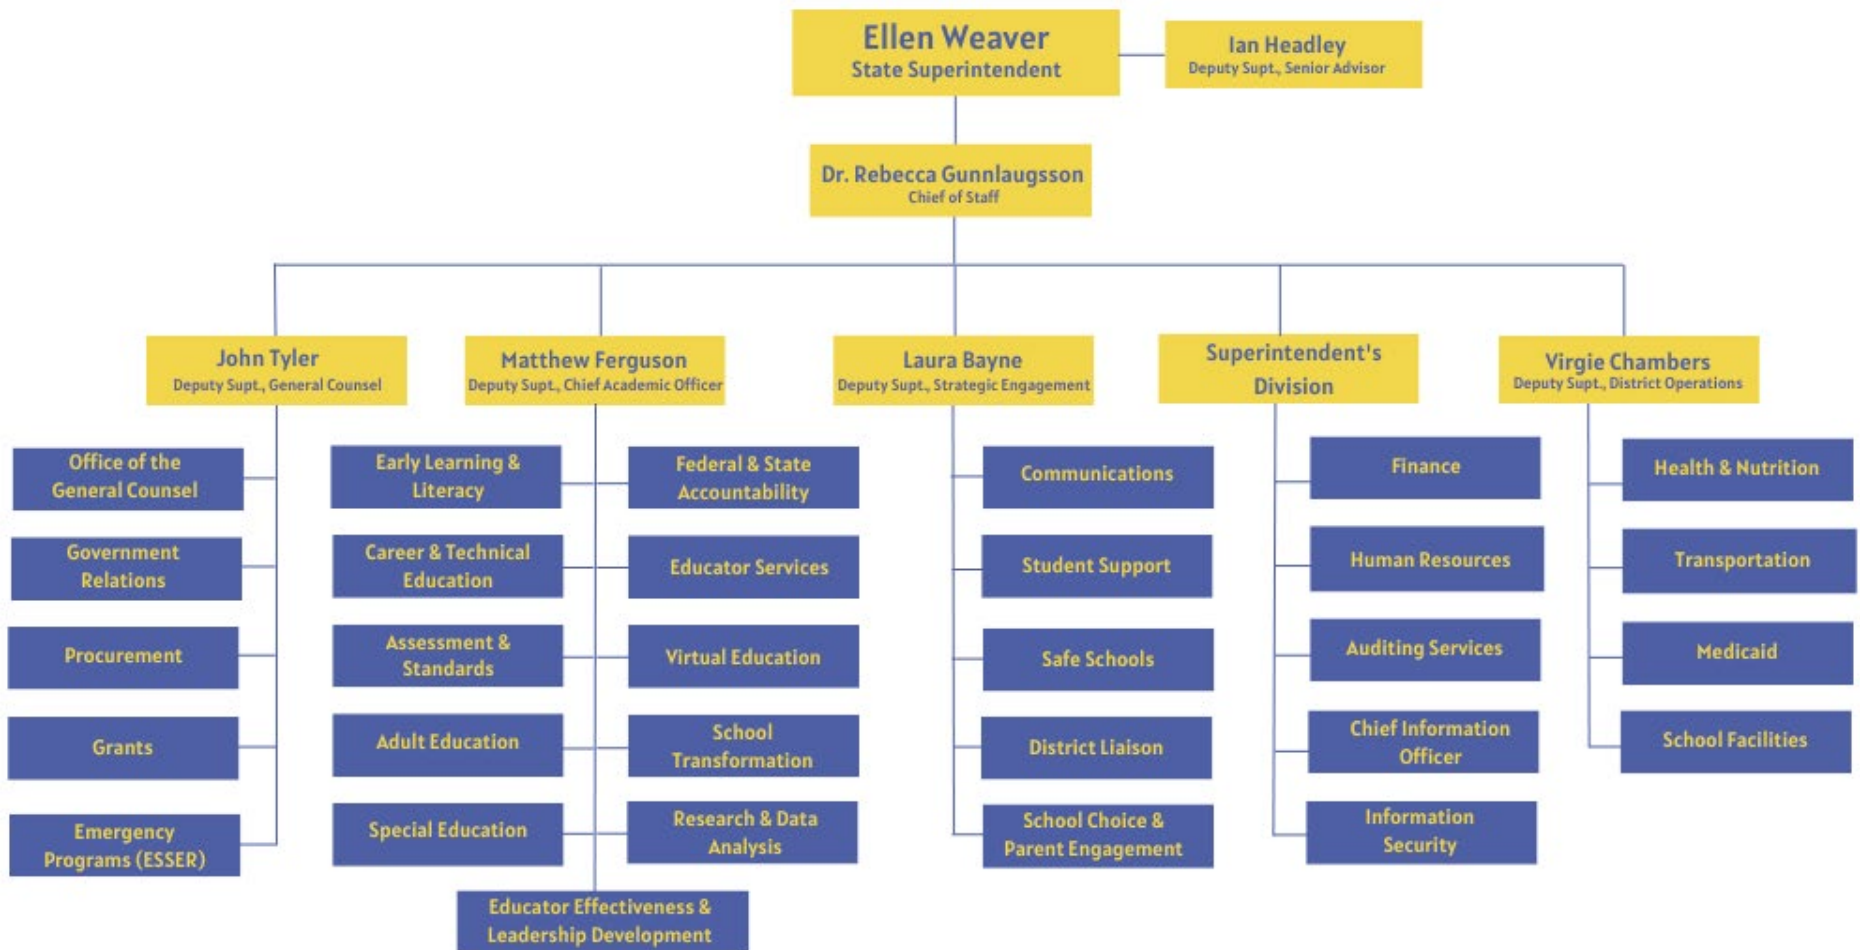 Ellen Weaver
State Superintendent
Ian Headley
Deputy Supt., Senior Advisor
Dr. Rebecca Gunnlaugsson
Chief of Staff
John Tyler
Deputy Supt., General Counsel
Matthew Ferguson
Deputy Supt., Chief Academic Officer
Laura Bayne
Deputy Supt., Strategic Engagement
Superintendent's
Division
Virgie Chambers
Deputy Supt., District Operations
Office of the
General Counsel
Government
Relations
Procurement
Grants
Emergency
Programs (ESSER)
Early Learning &
Literacy
Career & Technical
Education
Assessment &
Standards
Adult Education
Special Education
Federal & State
Accountability
Educator Services
Virtual Education
School
Transformation
Research & Data
Analysis
Educator Effectiveness &
Leadership Development
Communications
Student Support
Safe Schools
District Liaison
School Choice &
Parent Engagement
Finance
Human Resources
Auditing Services
Chief Information
Officer
Information
Security
Health & Nutrition
Transportation
Medicaid
School Facilities